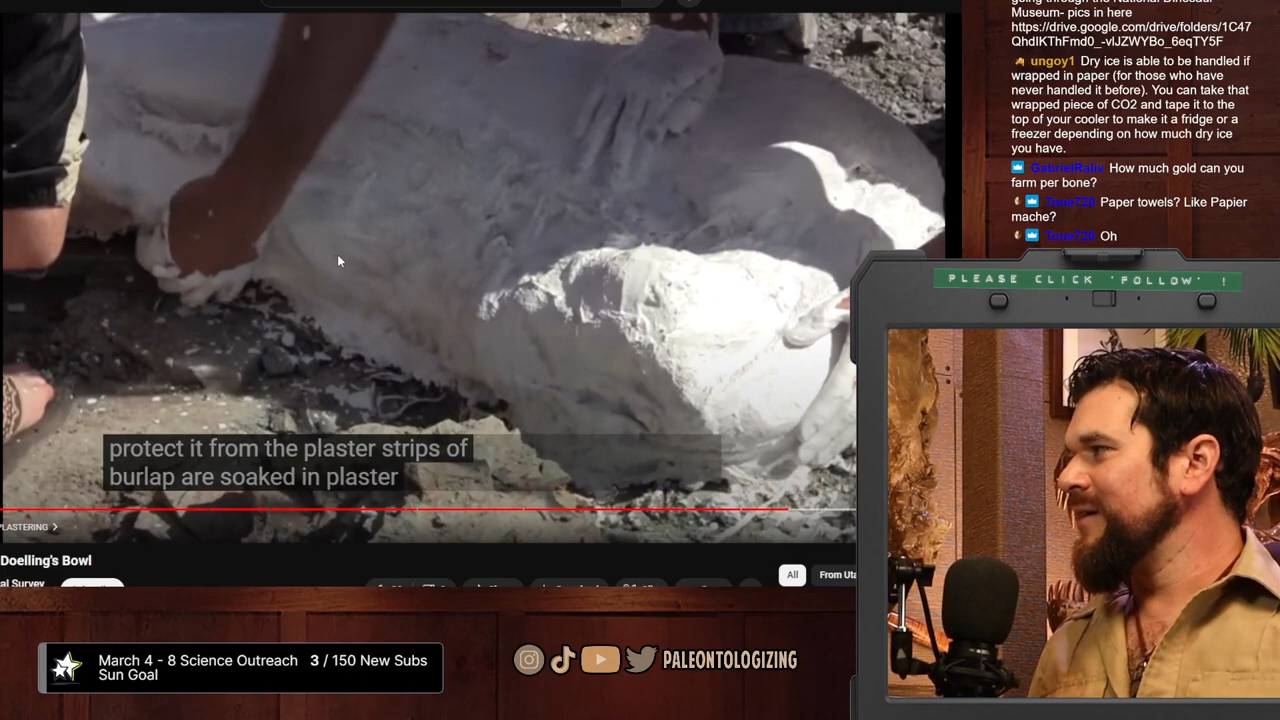 going through the National Dinosaur
Museum- pics in here
https://drive.google.com/drive/folders/1C47
QhdIKThFmd0_-vlJZWYBo_6eqTY5F
ungoy1 Dry ice is able to be handled if
wrapped in paper (for those who have
never handled it before). You can take that
wrapped piece of CO2 and tape it to the
top of your cooler to make it a fridge or a
freezer depending on how much dry ice
you have.
GabrielRaliv How much gold can you
farm per bone?
Tone720 Paper towels? Like Papier
mache?
Tone720 Oh
PLEASE CLICK 'FOLLOW' !
protect it from the plaster strips of
burlap are soaked in plaster
LASTERING >
Doelling's Bowl
al Survey
All
From Uta
March 4 - 8 Science Outreach 3 / 150 New Subs
Sun Goal
PALEONTOLOGIZING